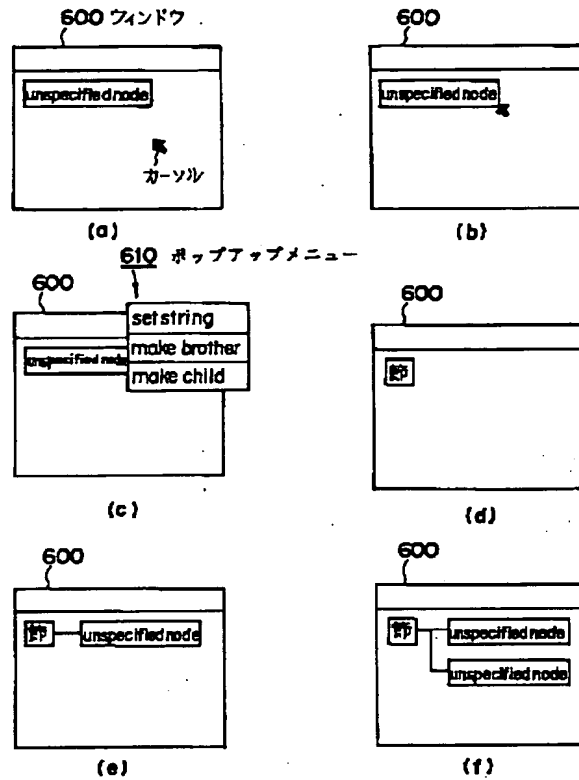 600 ウィンドウ
unspecified node
カーソル
(a)
600
unspecified node
(b)
610 ポップアップメニュー
600
set string
make brother
make child
unspecified node
(c)
600
節
(d)
600
節
unspecified node
(e)
600
節
unspecified node
unspecified node
(f)